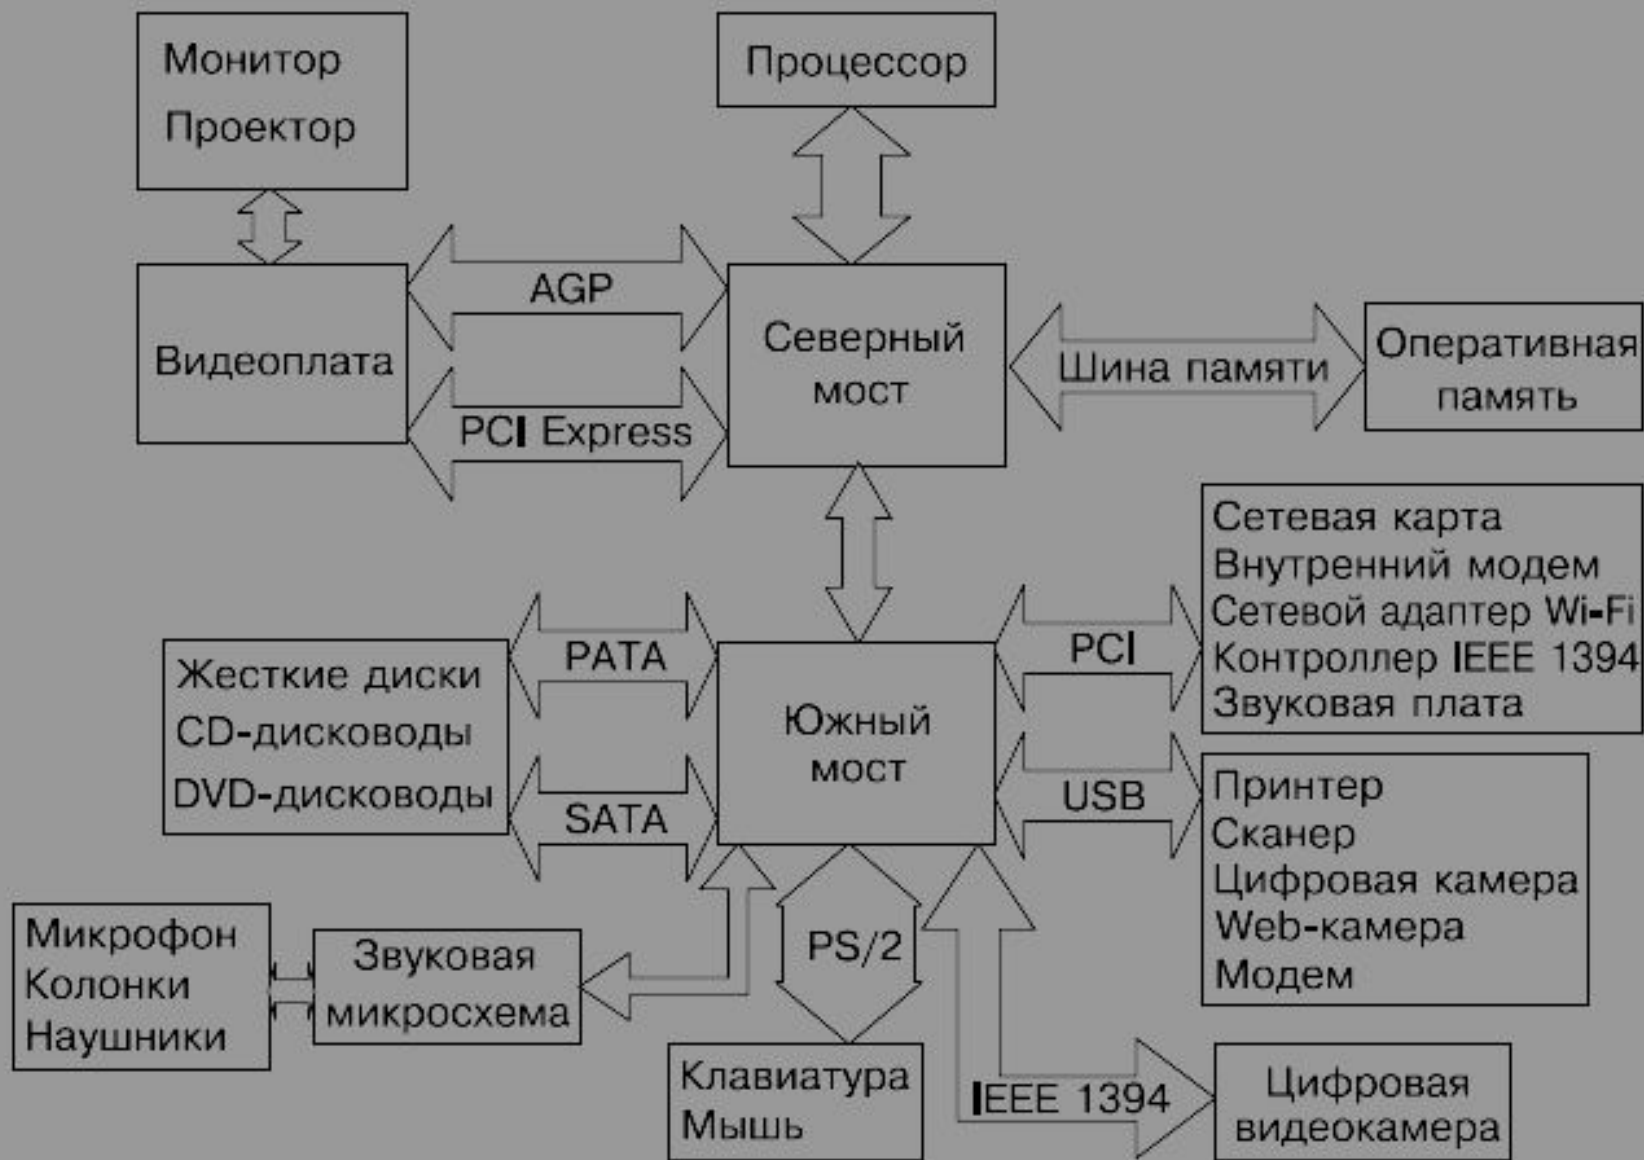 Монитор
Проектор
Процессор
Видеоплата
AGP
PCI Express
Северный
мост
Шина памяти
Оперативная
память
Сетевая карта
Внутренний модем
Сетевой адаптер Wi-Fi
Контроллер IEEE 1394
Звуковая плата
Жесткие диски
CD-дисководы
DVD-дисководы
PATA
SATA
Южный
мост
PCI
USB
Принтер
Сканер
Цифровая камера
Web-камера
Модем
Микрофон
Колонки
Наушники
Звуковая
микросхема
PS/2
Клавиатура
Мышь
IEEE 1394
Цифровая
видеокамера